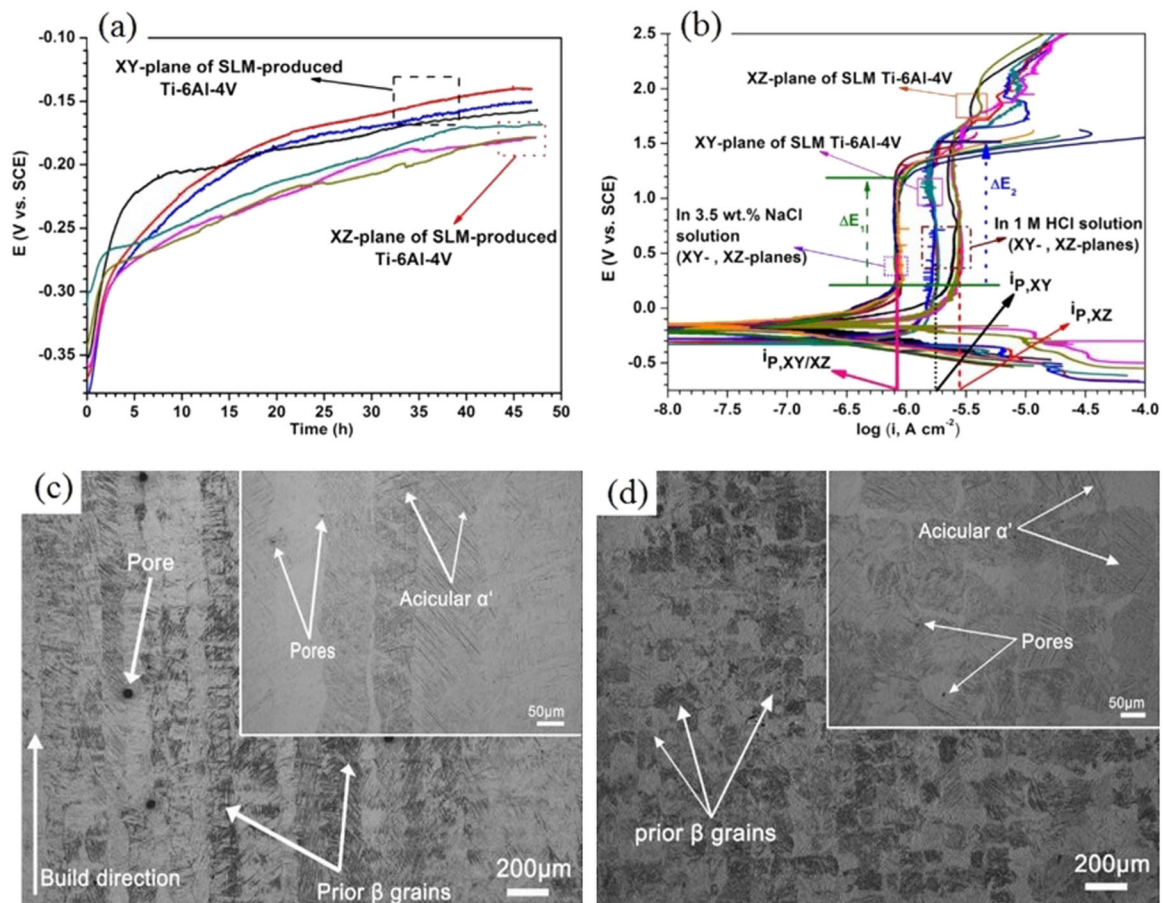 (a)
E (V vs. SCE)
-0.10
-0.15
-0.20
-0.25
-0.30
-0.35
XY-plane of SLM-produced
Ti-6Al-4V
XZ-plane of SLM-produced
Ti-6Al-4V
0 5 10 15 20 25 30 35 40 45 50
Time (h)
(b)
E (V vs. SCE)
2.5
2.0
1.5
1.0
0.5
0.0
-0.5
XZ-plane of SLM Ti-6Al-4V
XY-plane of SLM Ti-6Al-4V
ΔE₁
ΔE₂
In 3.5 wt.% NaCl
solution
(XY- , XZ-planes)
In 1 M HCl solution
(XY- , XZ-planes)
iP,XY
iP,XZ
iP,XY/XZ
-8.0 -7.5 -7.0 -6.5 -6.0 -5.5 -5.0 -4.5 -4.0
log (i, A cm⁻²)
(c)
Pore
Pores
Acicular α'
50μm
Build direction
Prior β grains
200μm
(d)
Acicular α'
Pores
50μm
prior β grains
200μm